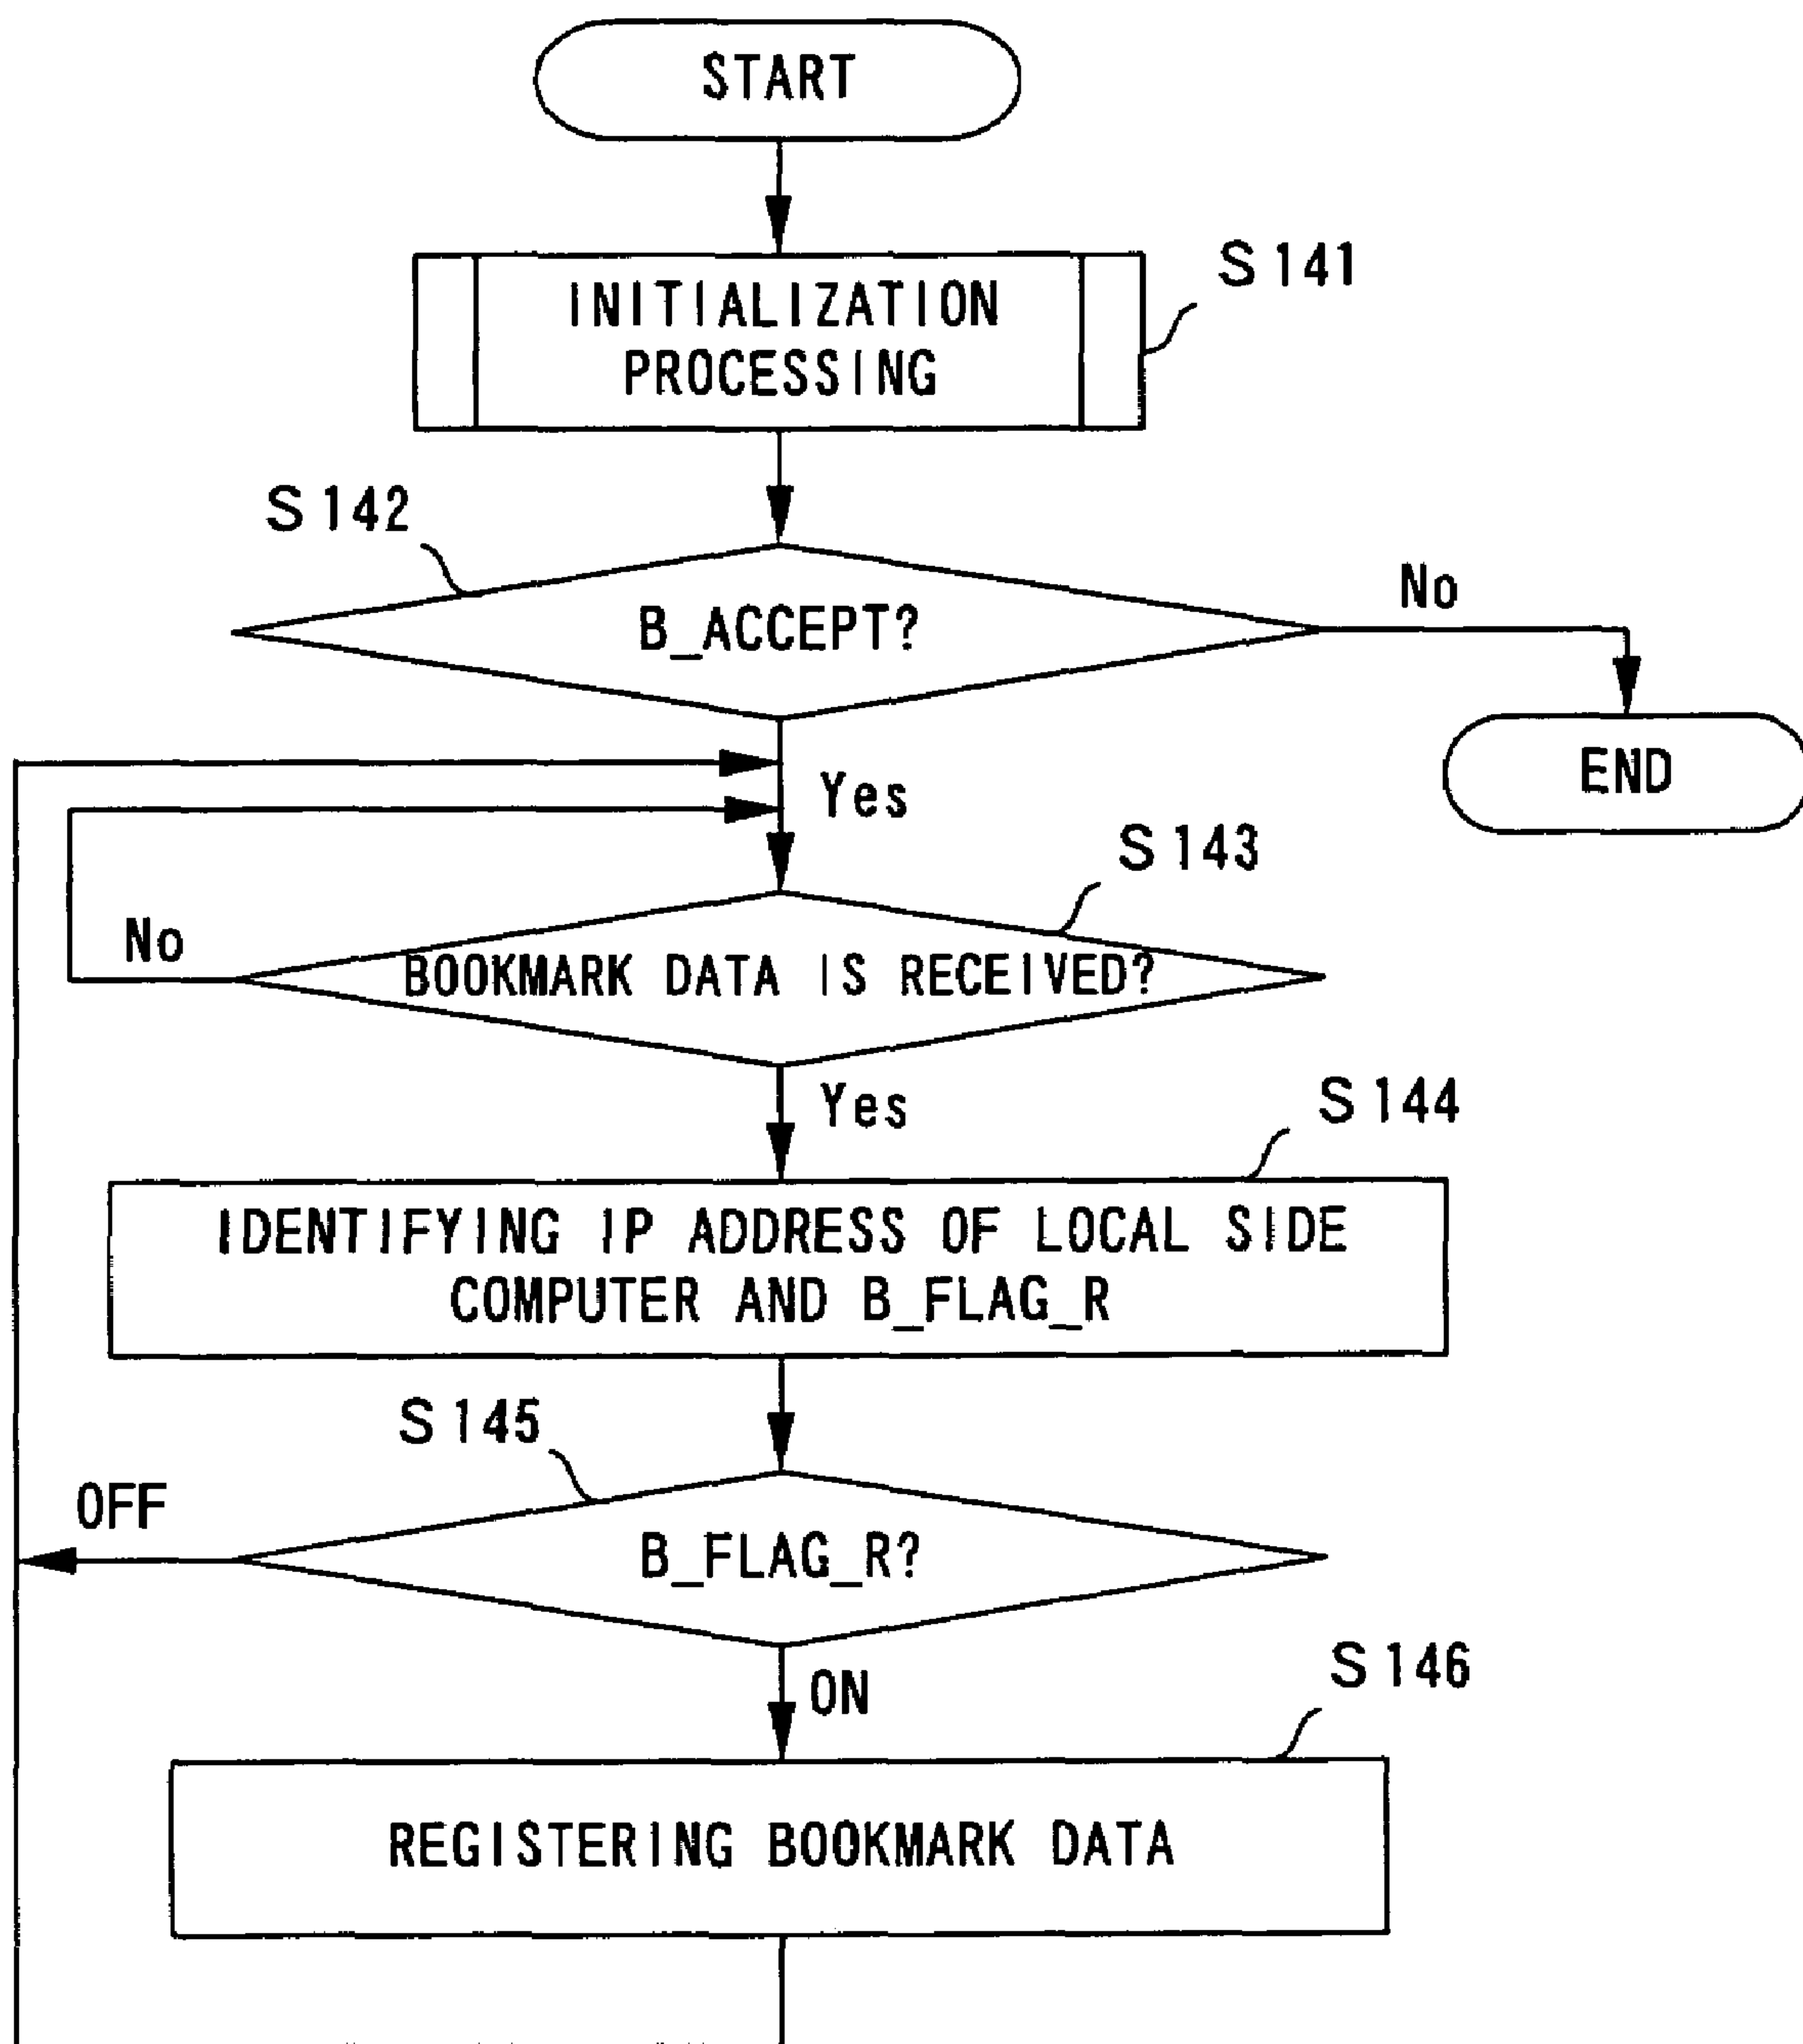 START
S141
INITIALIZATION
PROCESSING
S142
B_ACCEPT?
No
END
Yes
S143
No
BOOKMARK DATA IS RECEIVED?
Yes
S144
IDENTIFYING IP ADDRESS OF LOCAL SIDE
COMPUTER AND B_FLAG_R
S145
OFF
B_FLAG_R?
ON
S146
REGISTERING BOOKMARK DATA